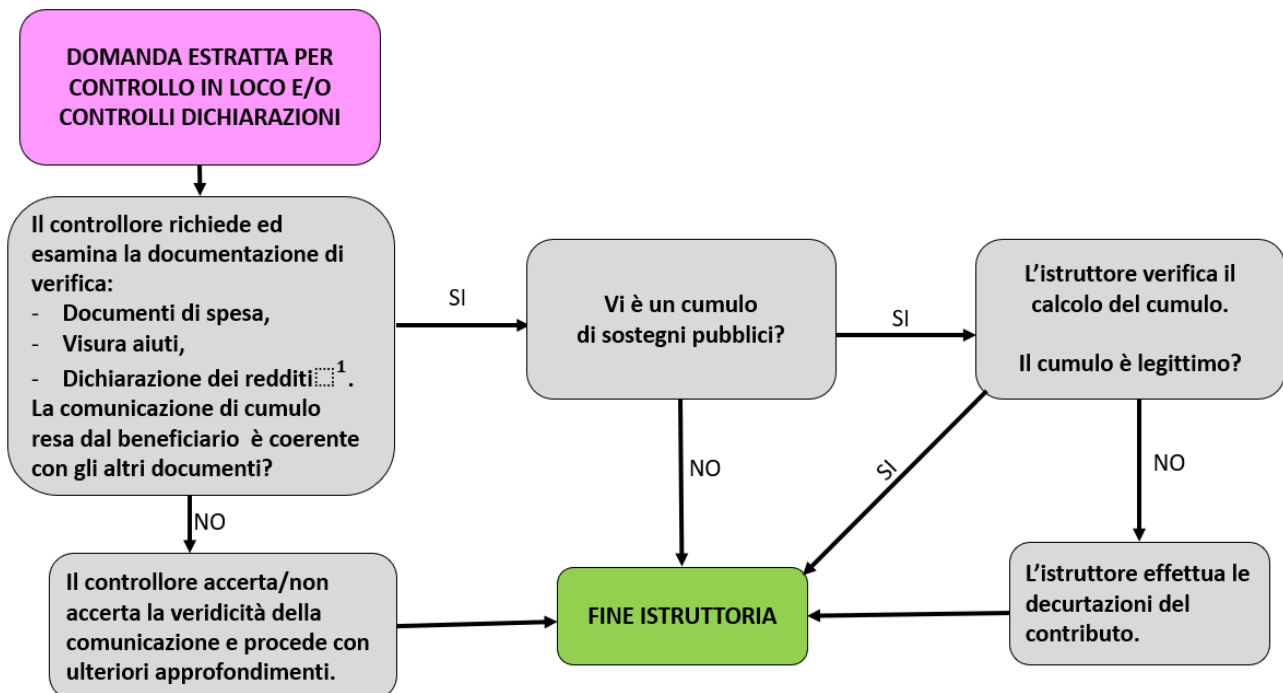 DOMANDA ESTRATTA PER
CONTROLLO IN LOCO E/O
CONTROLLI DICHIARAZIONI
Il controllore richiede ed
esamina la documentazione di
verifica:
- Documenti di spesa,
- Visura aiuti,
- Dichiarazione dei redditi⬚¹.
La comunicazione di cumulo
resa dal beneficiario è coerente
con gli altri documenti?
SI
Vi è un cumulo
di sostegni pubblici?
SI
L’istruttore verifica il
calcolo del cumulo.
Il cumulo è legittimo?
NO
NO
SI
NO
Il controllore accerta/non
accerta la veridicità della
comunicazione e procede con
ulteriori approfondimenti.
FINE ISTRUTTORIA
L’istruttore effettua le
decurtazioni del
contributo.